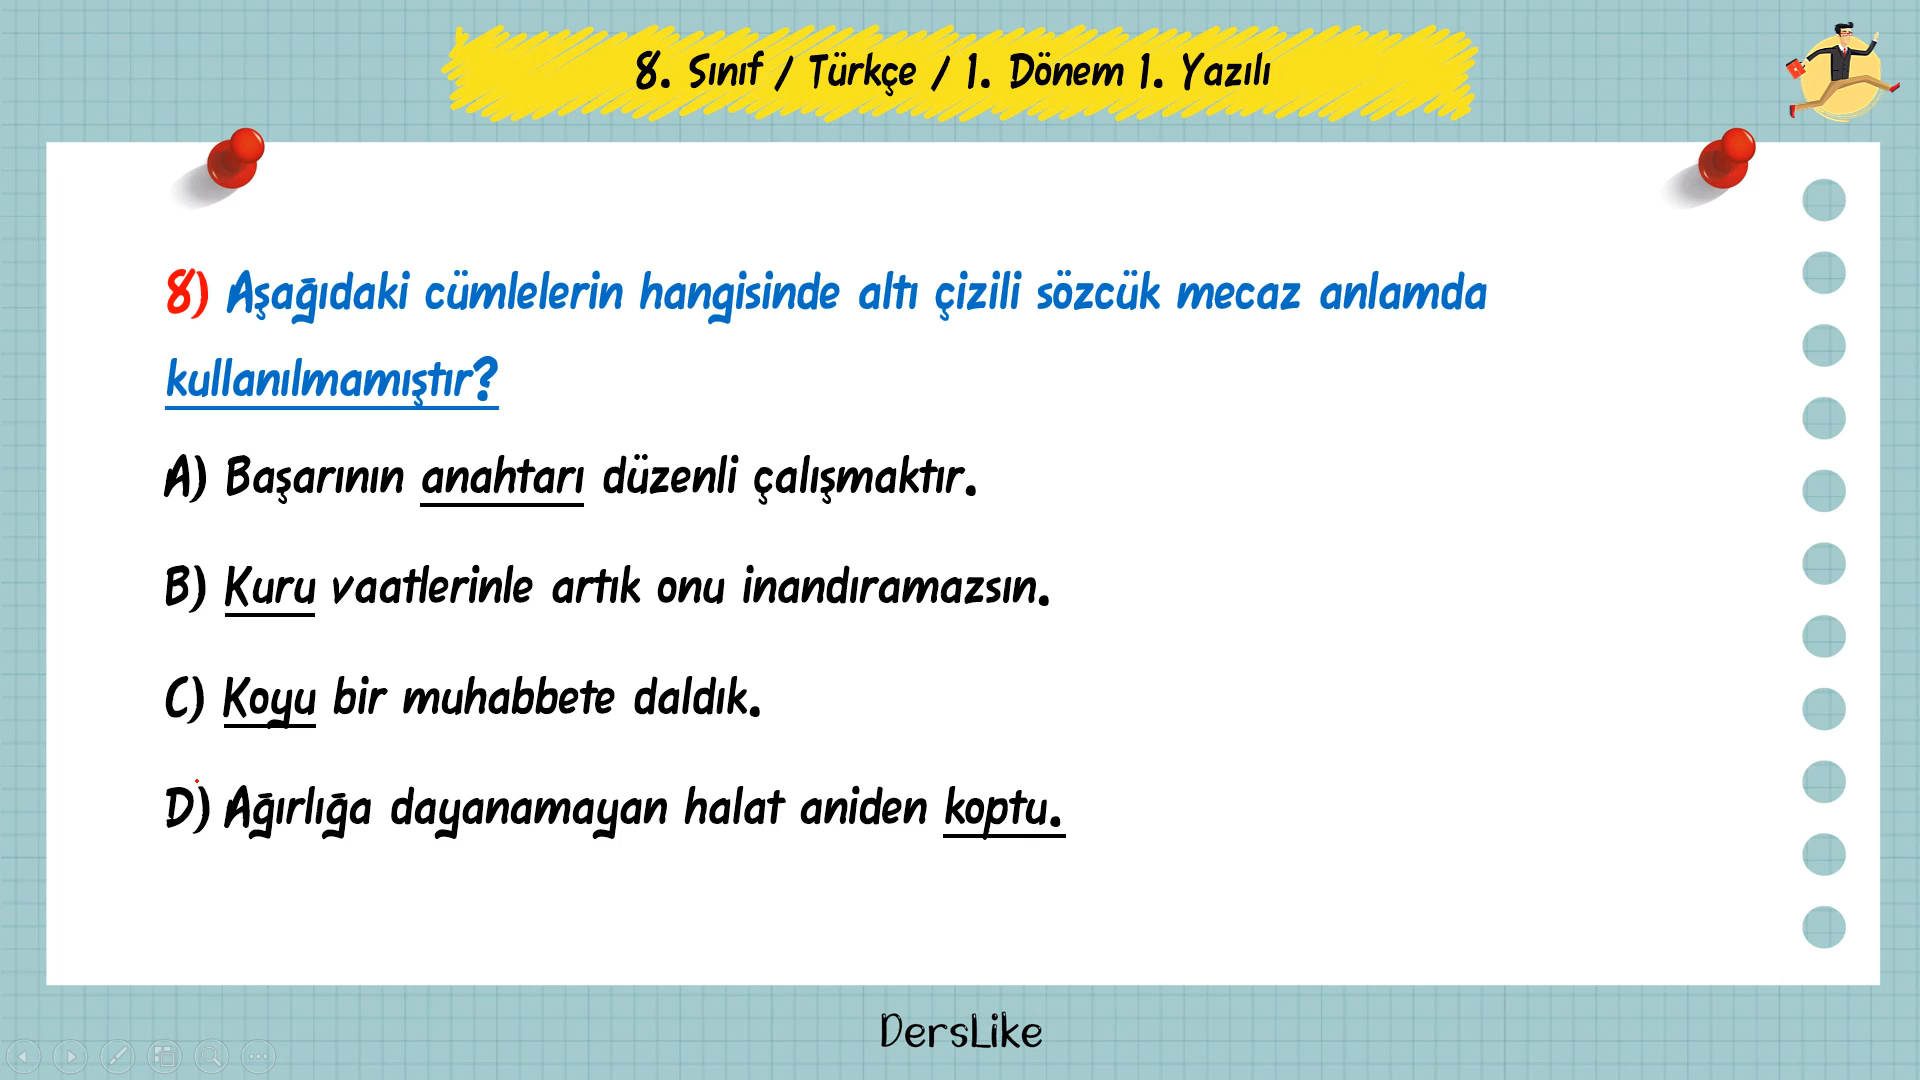 8. Sınıf / Türkçe / 1. Dönem 1. Yazılı
8) Aşağıdaki cümlelerin hangisinde altı çizili sözcük mecaz anlamda
kullanılmamıştır?
A) Başarının anahtarı düzenli çalışmaktır.
B) Kuru vaatlerinle artık onu inandıramazsın.
C) Koyu bir muhabbete daldık.
D) Ağırlığa dayanamayan halat aniden koptu.
DersLike